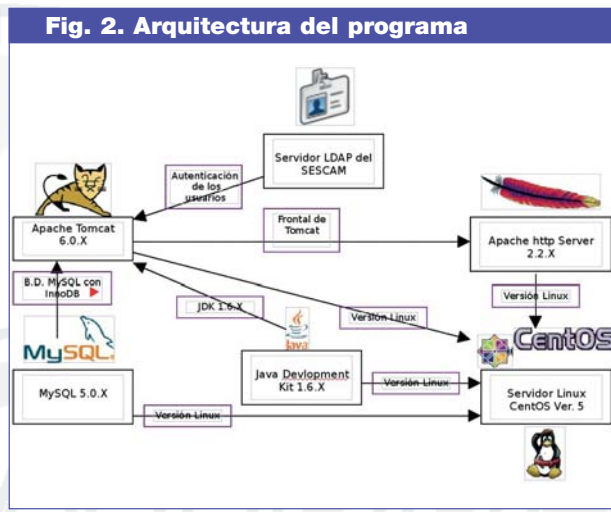 Fig. 2. Arquitectura del programa
Servidor LDAP del
SESCAM
Autenticación
de los
usuarios
Apache Tomcat
6.0.X
Frontal de
Tomcat
Apache http Server
2.2.X
B.D. MySQL con
InnoDB
JDK 1.6.X
Versión Linux
Versión Linux
MySQL
Java
CentOS
MySQL 5.0.X
Java Devlopment
Kit 1.6.X
Versión Linux
Servidor Linux
CentOS Ver. 5
Versión Linux